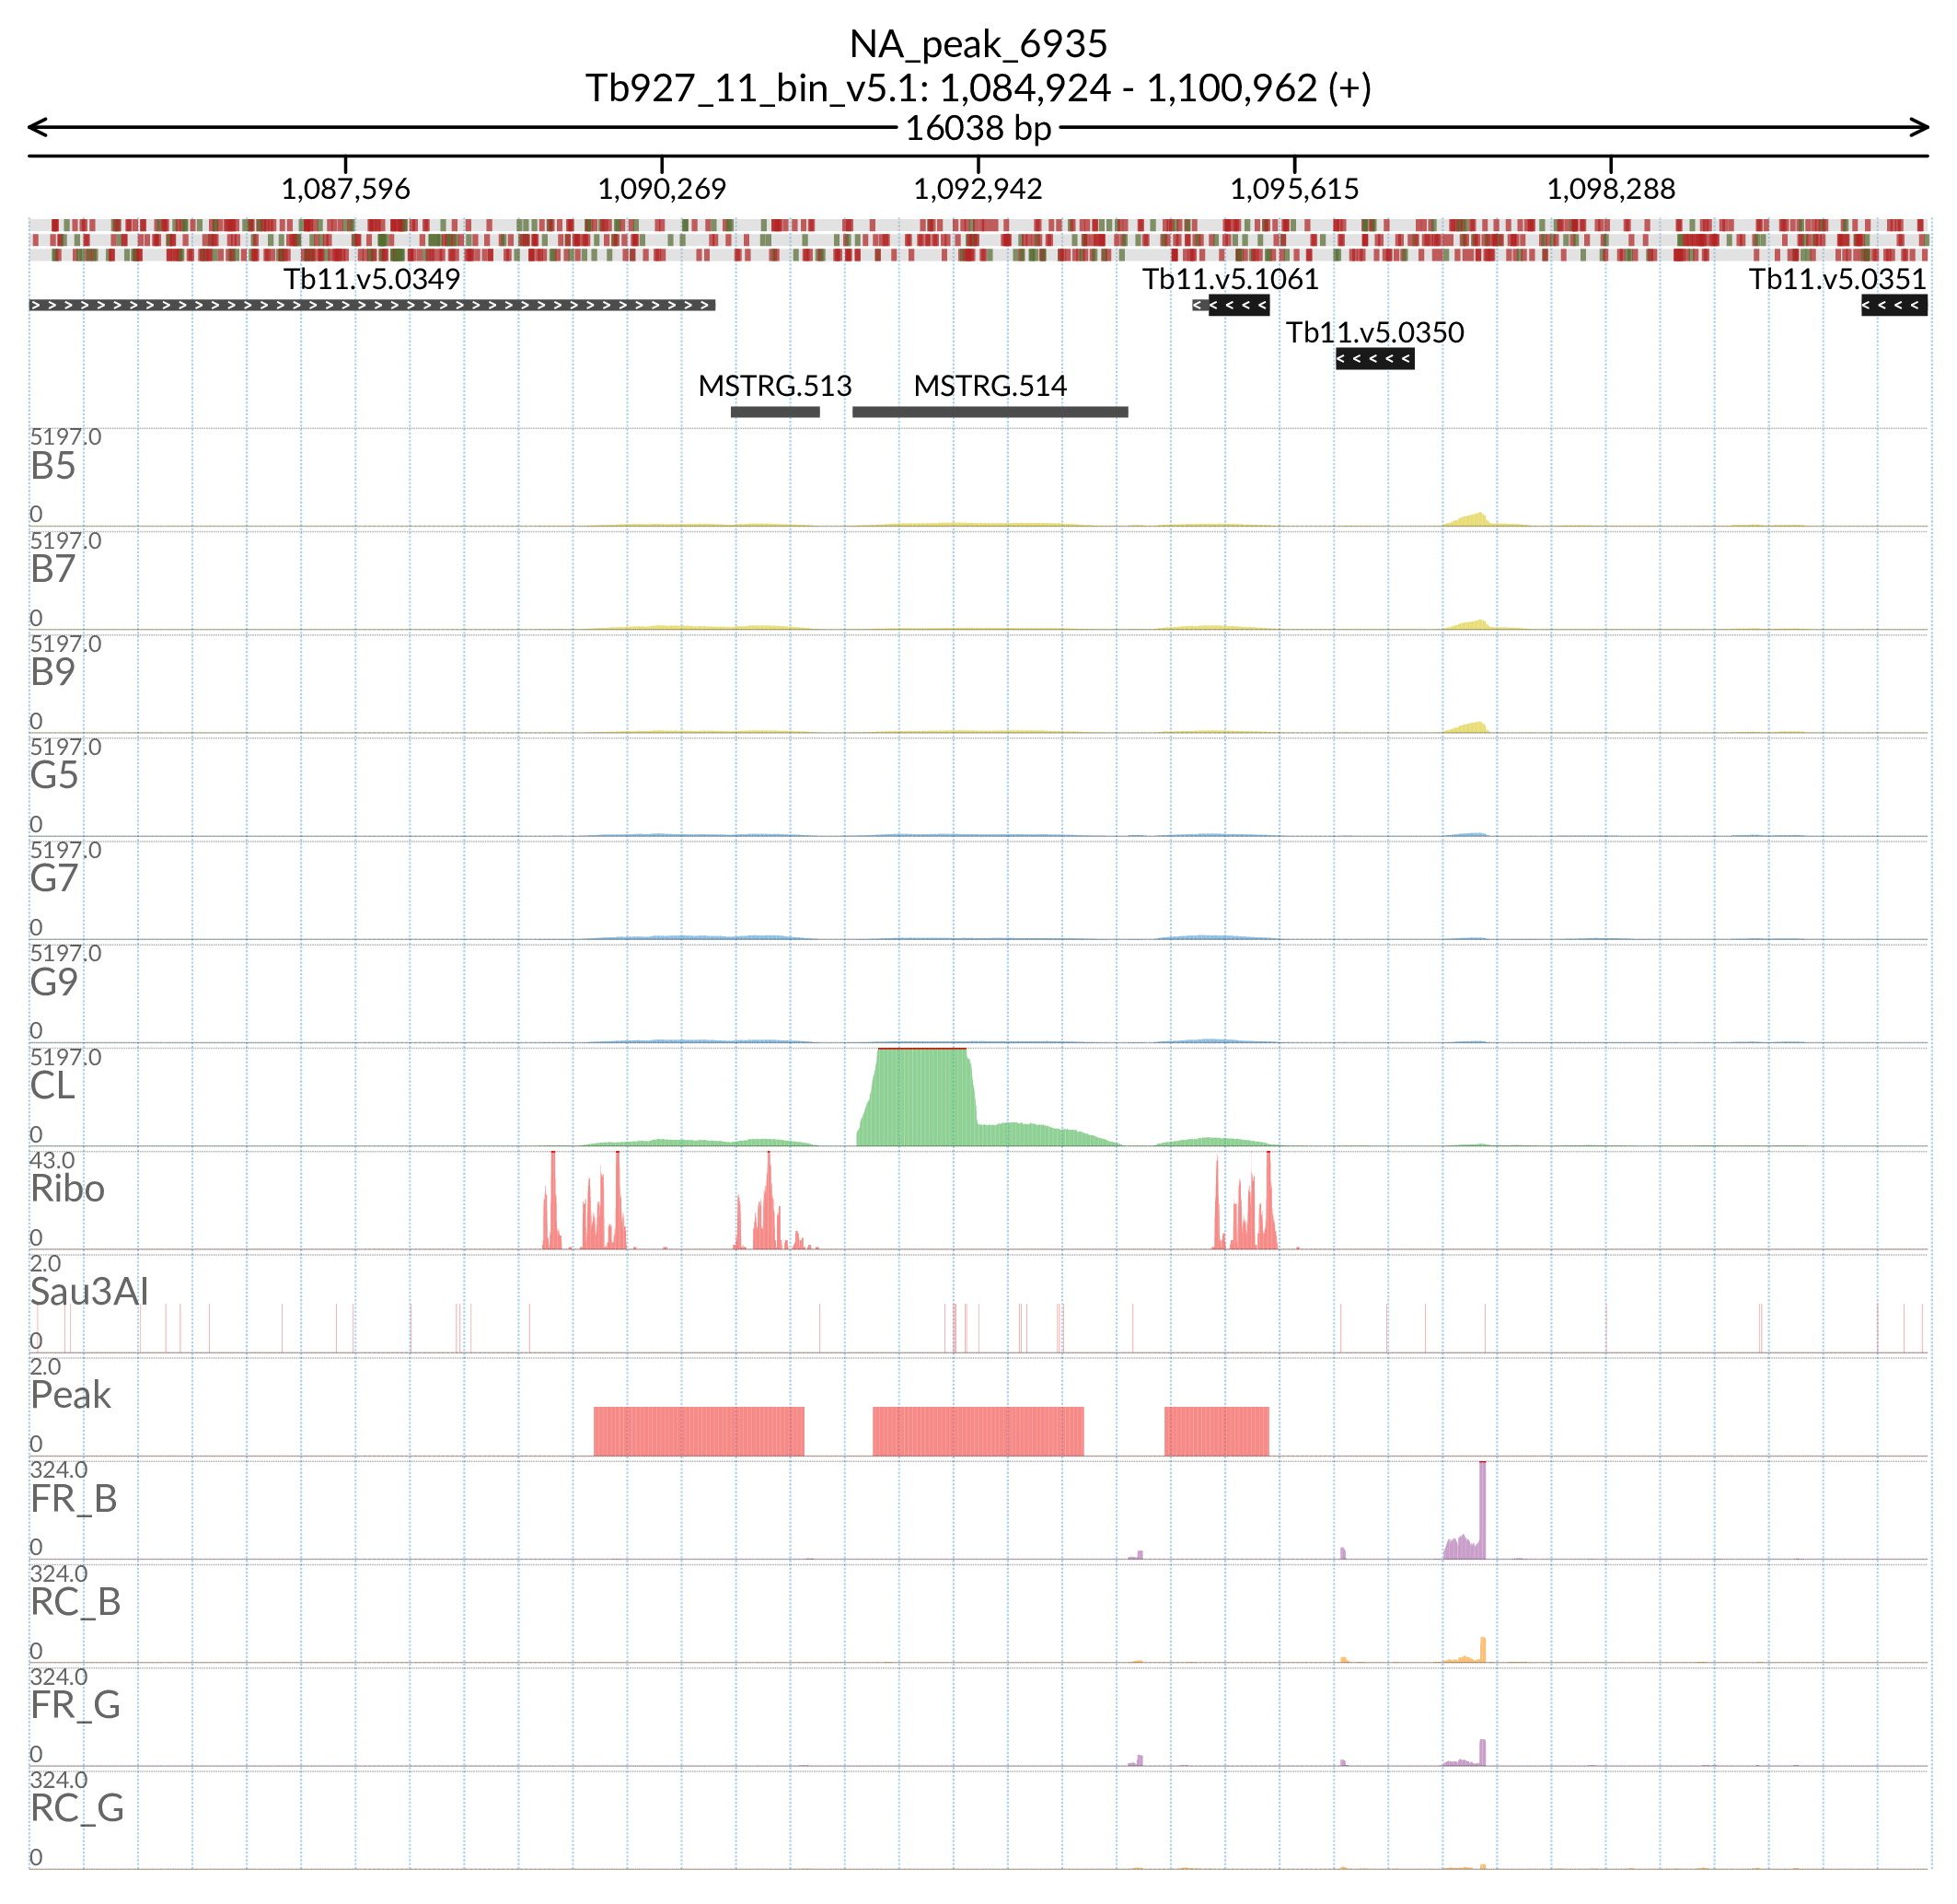 NA_peak_6935
Tb927_11_bin_v5.1: 1,084,924 - 1,100,962 (+)
16038 bp
1,087,596 1,090,269 1,092,942 1,095,615 1,098,288
Tb11.v5.0349 Tb11.v5.1061 Tb11.v5.0351
Tb11.v5.0350
MSTRG.513 MSTRG.514
5197.0
B5
0
5197.0
B7
0
5197.0
B9
0
5197.0
G5
0
5197.0
G7
0
5197.0
G9
0
5197.0
CL
0
43.0
Ribo
0
2.0
Sau3AI
0
2.0
Peak
0
324.0
FR_B
0
324.0
RC_B
0
324.0
FR_G
0
324.0
RC_G
0